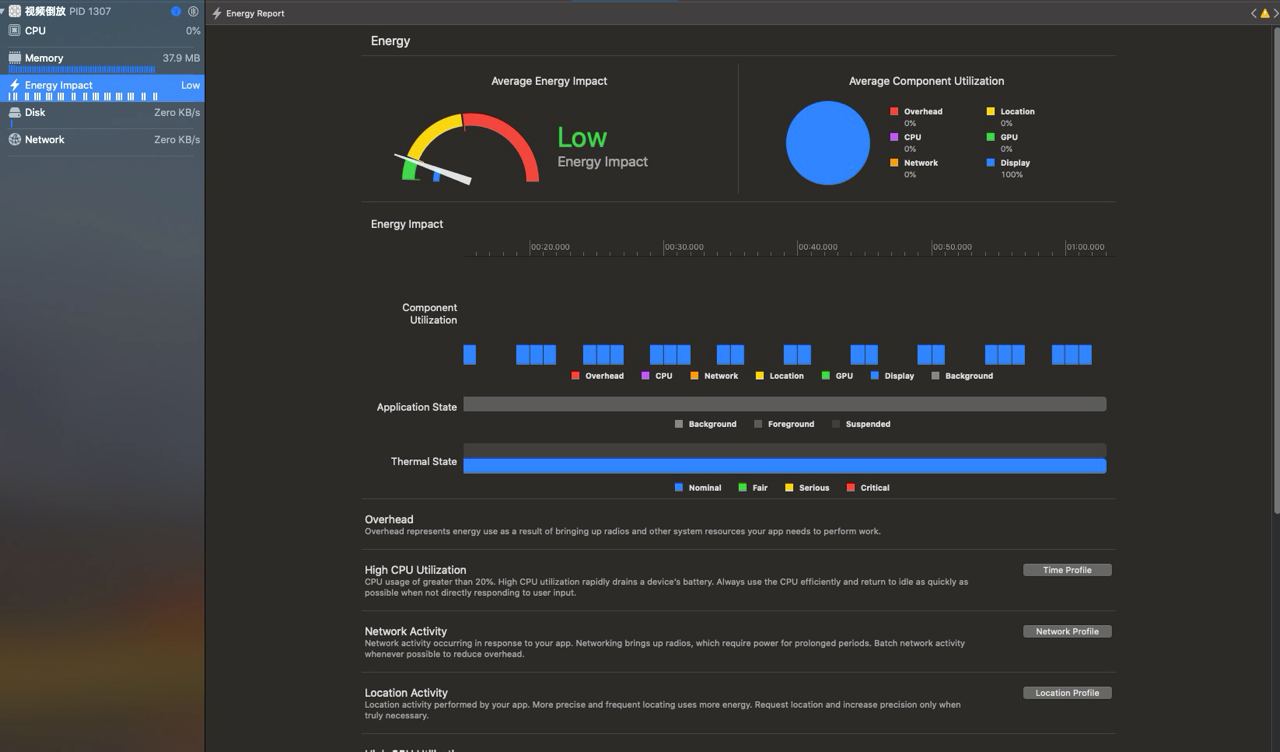 视频倒放 PID 1307
CPU 0%
Memory 37.9 MB
Energy Impact Low
Disk Zero KB/s
Network Zero KB/s
Energy Report
Energy
Average Energy Impact
Low
Energy Impact
Average Component Utilization
Overhead
0%
Location
0%
CPU
0%
GPU
0%
Network
0%
Display
100%
Energy Impact
00:20.000 00:30.000 00:40.000 00:50.000 01:00.000
Component
Utilization
Overhead CPU Network Location GPU Display Background
Application State
Background Foreground Suspended
Thermal State
Nominal Fair Serious Critical
Overhead
Overhead represents energy use as a result of bringing up radios and other system resources your app needs to perform work.
High CPU Utilization
Time Profile
CPU usage of greater than 20%. High CPU utilization rapidly drains a device's battery. Always use the CPU efficiently and return to idle as quickly as
possible when not directly responding to user input.
Network Activity
Network Profile
Network activity occurring in response to your app. Networking brings up radios, which require power for prolonged periods. Batch network activity
whenever possible to reduce overhead.
Location Activity
Location Profile
Location activity performed by your app. More precise and frequent locating uses more energy. Request location and increase precision only when
truly necessary.